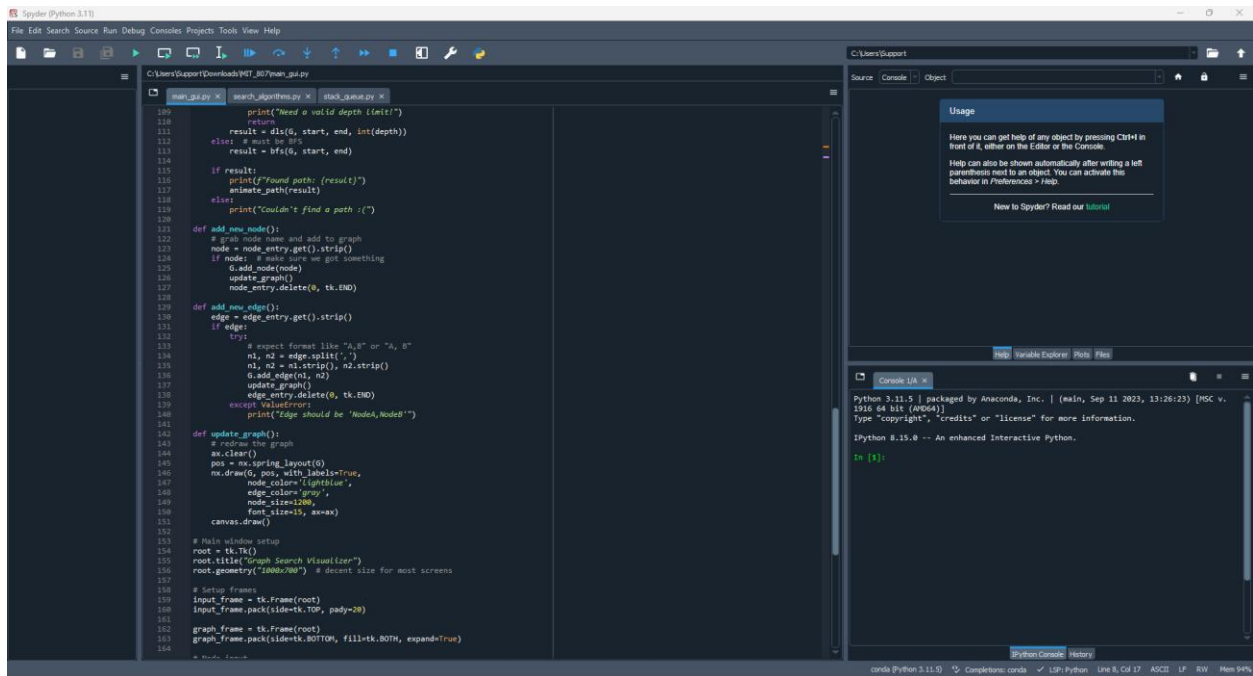 Spyder (Python 3.11)
File Edit Search Source Run Debug Consoles Projects Tools View Help
C:\Users\Support
C:\Users\Support\Downloads\MIT_807\main_gui.py
main_gui.py
search_algorithms.py
stack_queue.py
109 print("Need a valid depth limit!")
110 return
111 result = dls(G, start, end, int(depth))
112 else: # must be BFS
113 result = bfs(G, start, end)
114
115 if result:
116 print(f"Found path: {result}")
117 animate_path(result)
118 else:
119 print("Couldn't find a path :(")
120
121 def add_new_node():
122 # grab node name and add to graph
123 node = node_entry.get().strip()
124 if node: # make sure we got something
125 G.add_node(node)
126 update_graph()
127 node_entry.delete(0, tk.END)
128
129 def add_new_edge():
130 edge = edge_entry.get().strip()
131 if edge:
132 try:
133 # expect format like "A,B" or "A, B"
134 n1, n2 = edge.split(',')
135 n1, n2 = n1.strip(), n2.strip()
136 G.add_edge(n1, n2)
137 update_graph()
138 edge_entry.delete(0, tk.END)
139 except ValueError:
140 print("Edge should be 'NodeA,NodeB'")
141
142 def update_graph():
143 # redraw the graph
144 ax.clear()
145 pos = nx.spring_layout(G)
146 nx.draw(G, pos, with_labels=True,
147 node_color='lightblue',
148 edge_color='gray',
149 node_size=1200,
150 font_size=15, ax=ax)
151 canvas.draw()
152
153 # Main window setup
154 root = tk.Tk()
155 root.title("Graph Search Visualizer")
156 root.geometry("1000x700") # decent size for most screens
157
158 # Setup frames
159 input_frame = tk.Frame(root)
160 input_frame.pack(side=tk.TOP, pady=20)
161
162 graph_frame = tk.Frame(root)
163 graph_frame.pack(side=tk.BOTTOM, fill=tk.BOTH, expand=True)
164
Source Console Object
Usage
Here you can get help of any object by pressing Ctrl+I in
front of it, either on the Editor or the Console.
Help can also be shown automatically after writing a left
parenthesis next to an object. You can activate this
behavior in Preferences > Help.
New to Spyder? Read our tutorial
Help Variable Explorer Plots Files
Console 1/A
Python 3.11.5 | packaged by Anaconda, Inc. | (main, Sep 11 2023, 13:26:23) [MSC v.
1916 64 bit (AMD64)]
Type "copyright", "credits" or "license" for more information.
IPython 8.15.0 -- An enhanced Interactive Python.
In [1]:
IPython Console History
conda (Python 3.11.5) Completions: conda LSP: Python Line 8, Col 17 ASCII LF RW Mem 94%